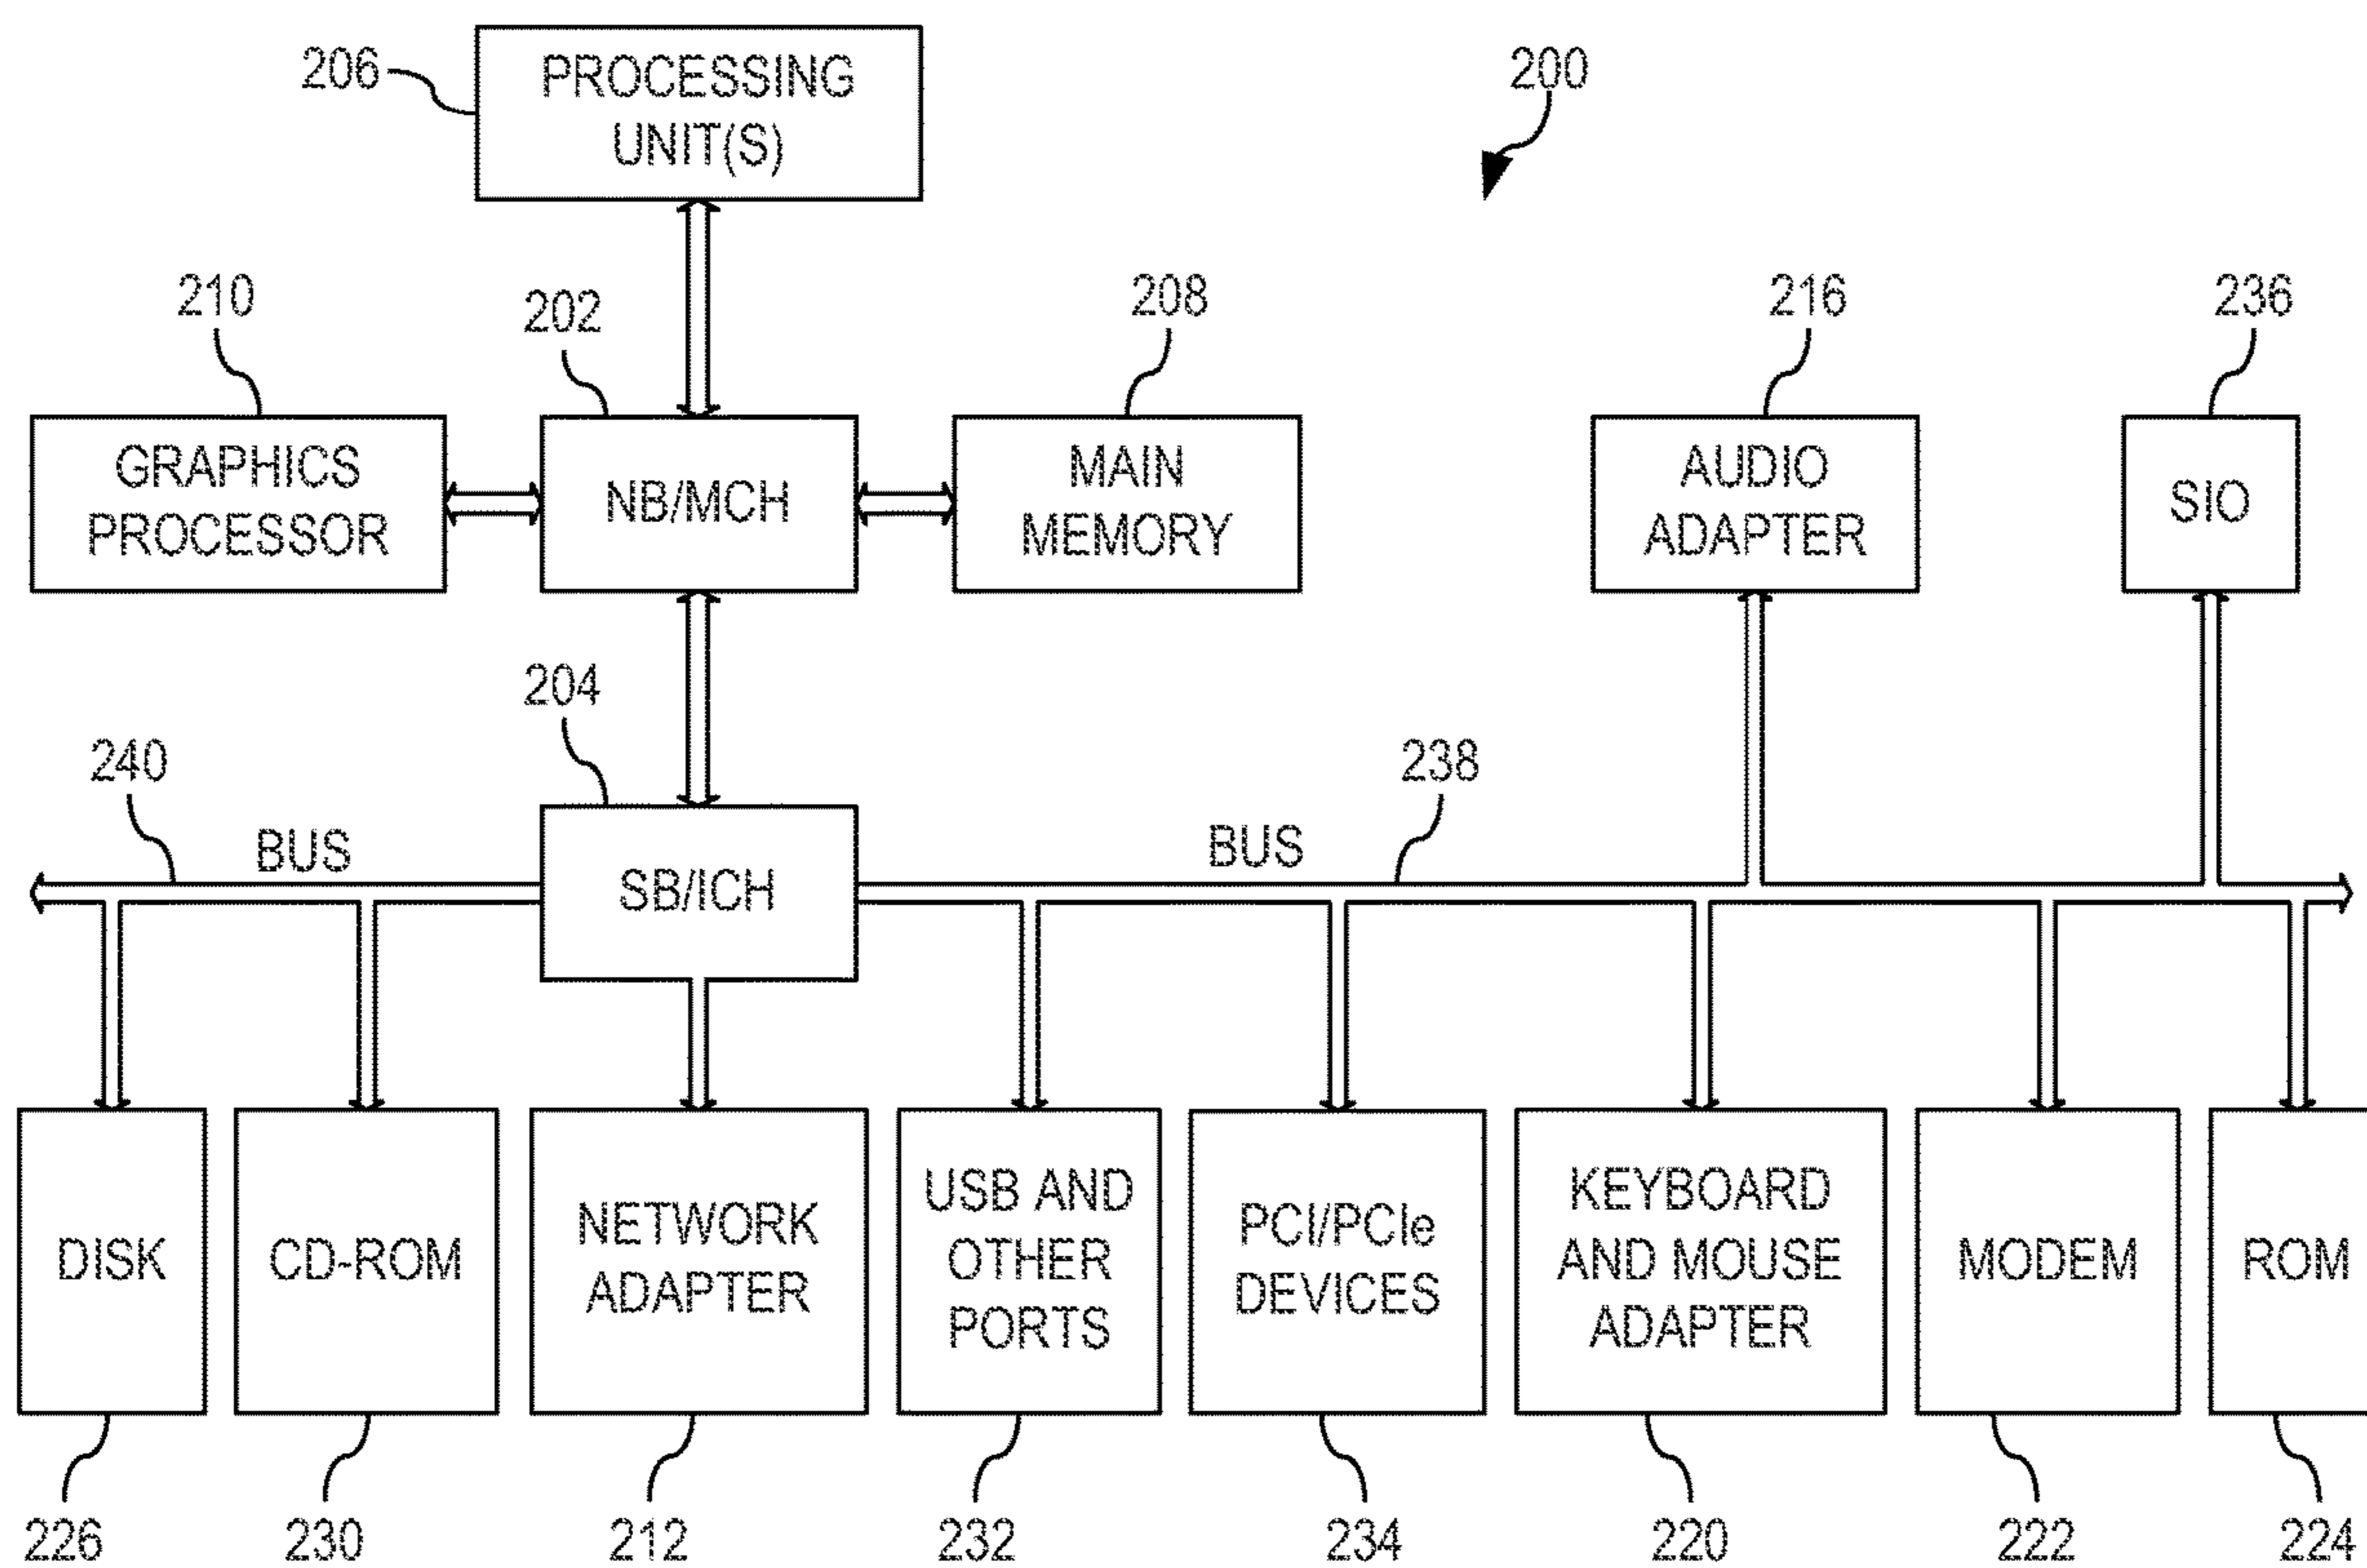 206
PROCESSING
UNIT(S)
200
210
202
208
216
236
GRAPHICS
PROCESSOR
NB/MCH
MAIN
MEMORY
AUDIO
ADAPTER
SIO
204
240
238
BUS
BUS
SB/ICH
DISK
CD-ROM
NETWORK
ADAPTER
USB AND
OTHER
PORTS
PCI/PCIe
DEVICES
KEYBOARD
AND MOUSE
ADAPTER
MODEM
ROM
226
230
212
232
234
220
222
224